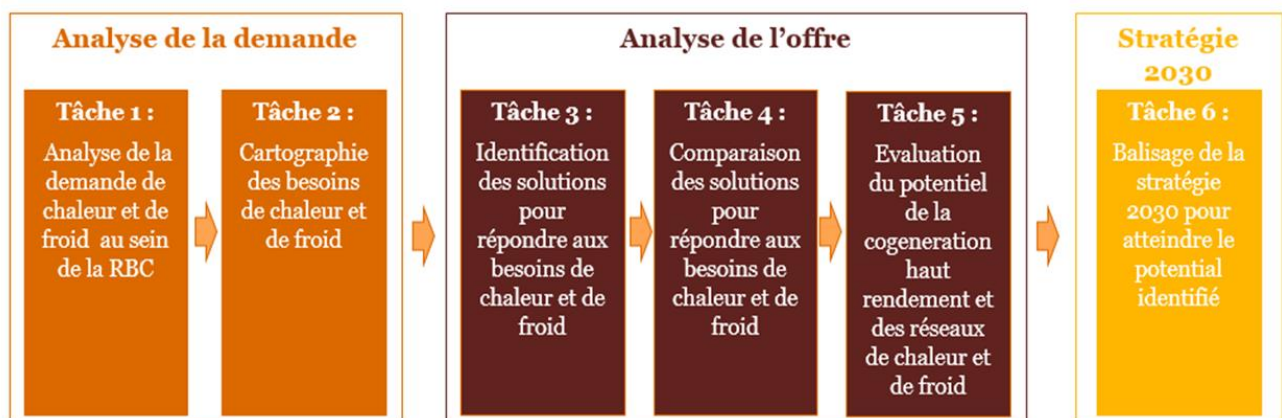 Analyse de la demande
Tâche 1 :
Analyse de la
demande de
chaleur et de
froid au sein
de la RBC
Tâche 2 :
Cartographie
des besoins
de chaleur et
de froid
Analyse de l'offre
Tâche 3 :
Identification
des solutions
pour
répondre aux
besoins de
chaleur et de
froid
Tâche 4 :
Comparaison
des solutions
pour
répondre aux
besoins de
chaleur et de
froid
Tâche 5 :
Evaluation
du potentiel
de la
cogeneration
haut
rendement et
des réseaux
de chaleur et
de froid
Stratégie
2030
Tâche 6 :
Balisage de la
stratégie
2030 pour
atteindre le
potential
identifié